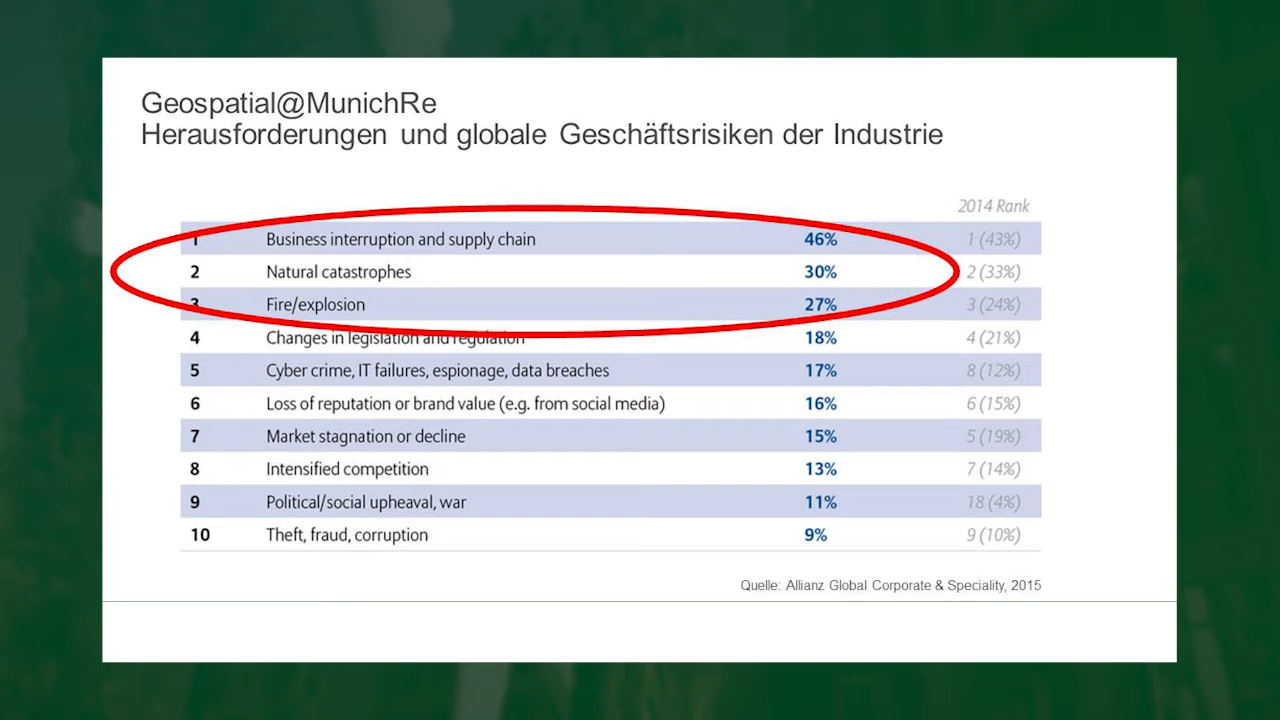 Geospatial@MunichRe
Herausforderungen und globale Geschäftsrisiken der Industrie
2014 Rank
1 Business interruption and supply chain 46% 1 (43%)
2 Natural catastrophes 30% 2 (33%)
3 Fire/explosion 27% 3 (24%)
4 Changes in legislation and regulation 18% 4 (21%)
5 Cyber crime, IT failures, espionage, data breaches 17% 8 (12%)
6 Loss of reputation or brand value (e.g. from social media) 16% 6 (15%)
7 Market stagnation or decline 15% 5 (19%)
8 Intensified competition 13% 7 (14%)
9 Political/social upheaval, war 11% 18 (4%)
10 Theft, fraud, corruption 9% 9 (10%)
Quelle: Allianz Global Corporate & Speciality, 2015